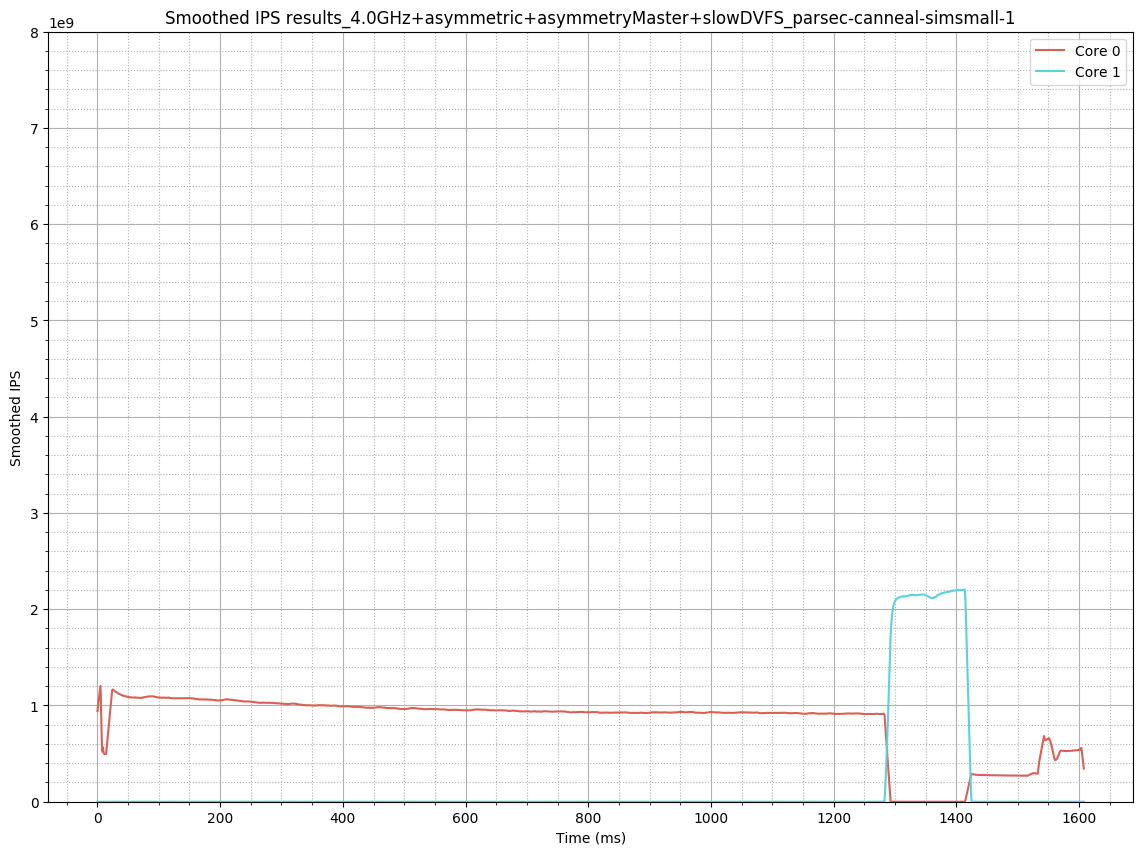 Smoothed IPS results_4.0GHz+asymmetric+asymmetryMaster+slowDVFS_parsec-canneal-simsmall-1
1e9
Core 0
Core 1
8
7
6
5
4
3
2
1
0
Smoothed IPS
0 200 400 600 800 1000 1200 1400 1600
Time (ms)